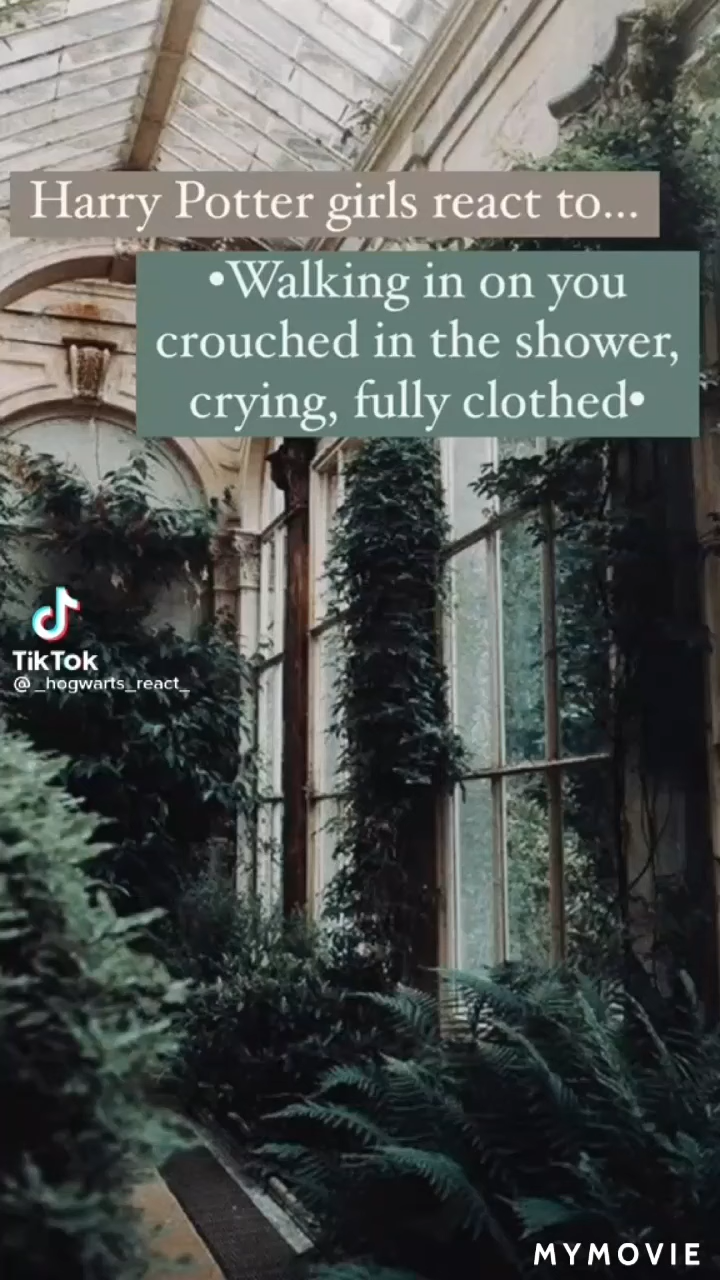 Harry Potter girls react to...
•Walking in on you
crouched in the shower,
crying, fully clothed•
TikTok
@_hogwarts_react_
MYMOVIE